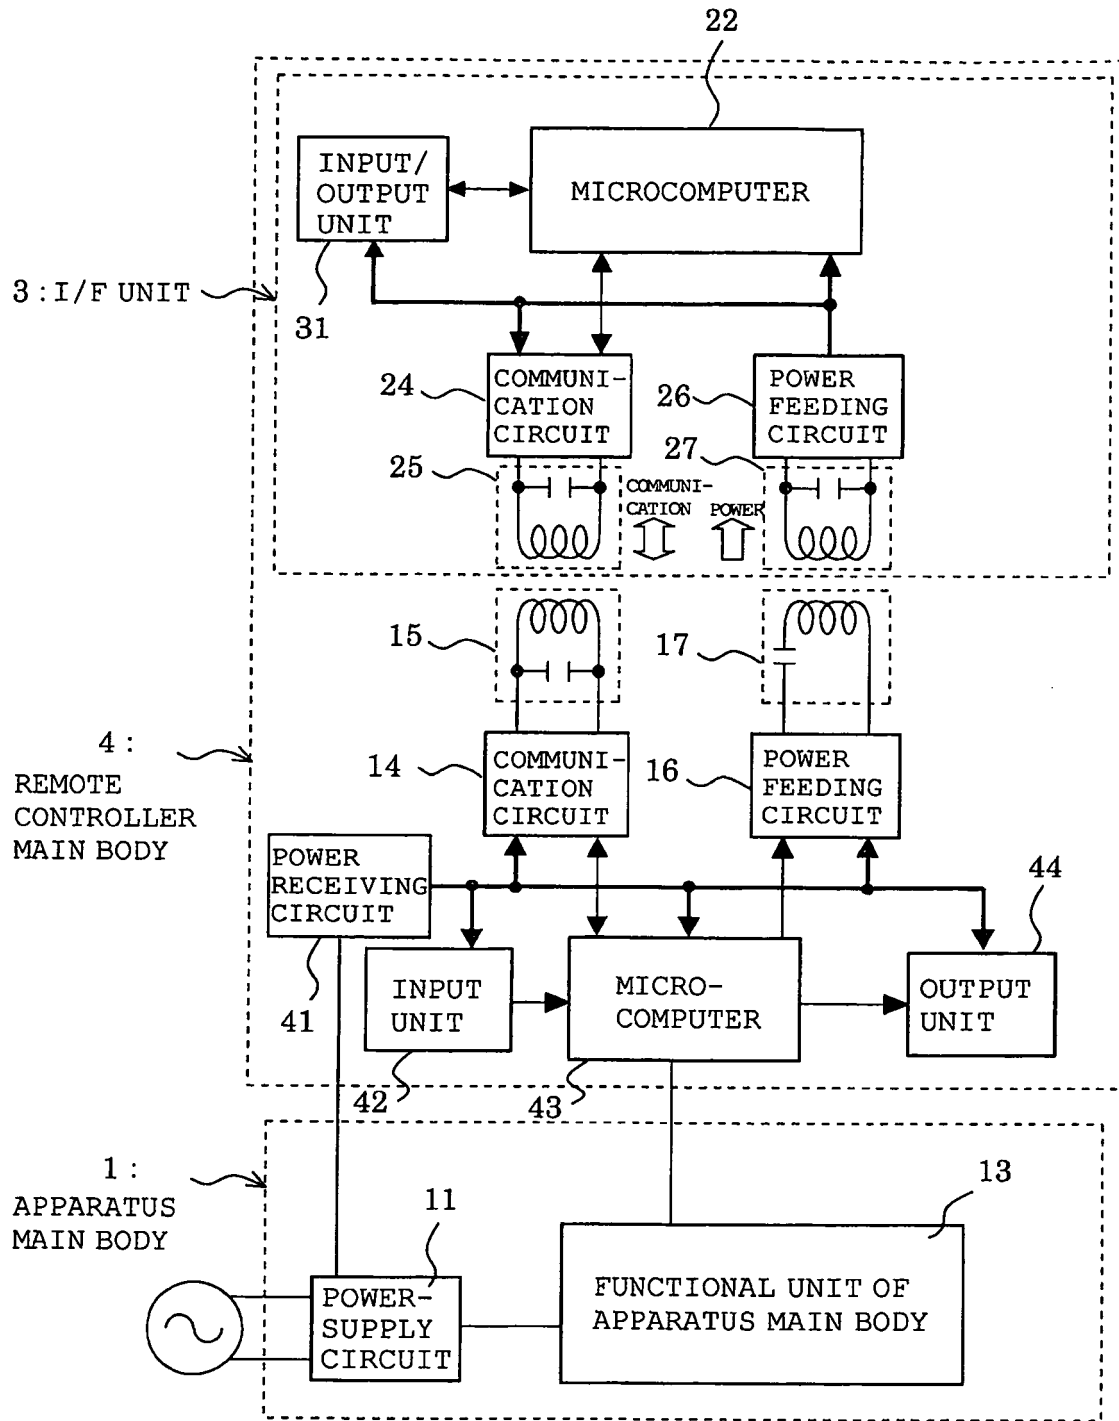 22
INPUT/
OUTPUT
UNIT
MICROCOMPUTER
3 : I/F UNIT
31
24
COMMUNI-
CATION
CIRCUIT
26
POWER
FEEDING
CIRCUIT
25
COMMUNI-
CATION
POWER
27
15
17
4 :
REMOTE
CONTROLLER
MAIN BODY
14
COMMUNI-
CATION
CIRCUIT
16
POWER
FEEDING
CIRCUIT
POWER
RECEIVING
CIRCUIT
41
44
INPUT
UNIT
42
MICRO-
COMPUTER
43
OUTPUT
UNIT
1 :
APPARATUS
MAIN BODY
11
13
POWER-
SUPPLY
CIRCUIT
FUNCTIONAL UNIT OF
APPARATUS MAIN BODY